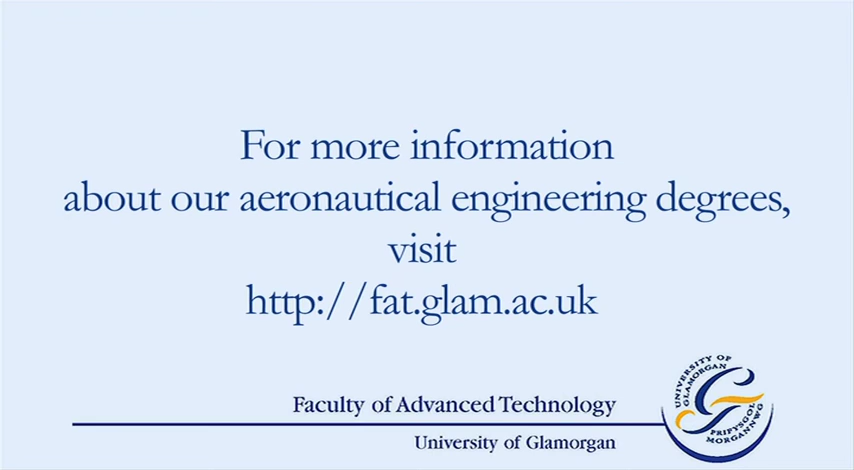 For more information
about our aeronautical engineering degrees,
visit
http://fat.glam.ac.uk
Faculty of Advanced Technology
University of Glamorgan
UNIVERSITY OF
GLAMORGAN
PRIFYSGOL
MORGANNWG